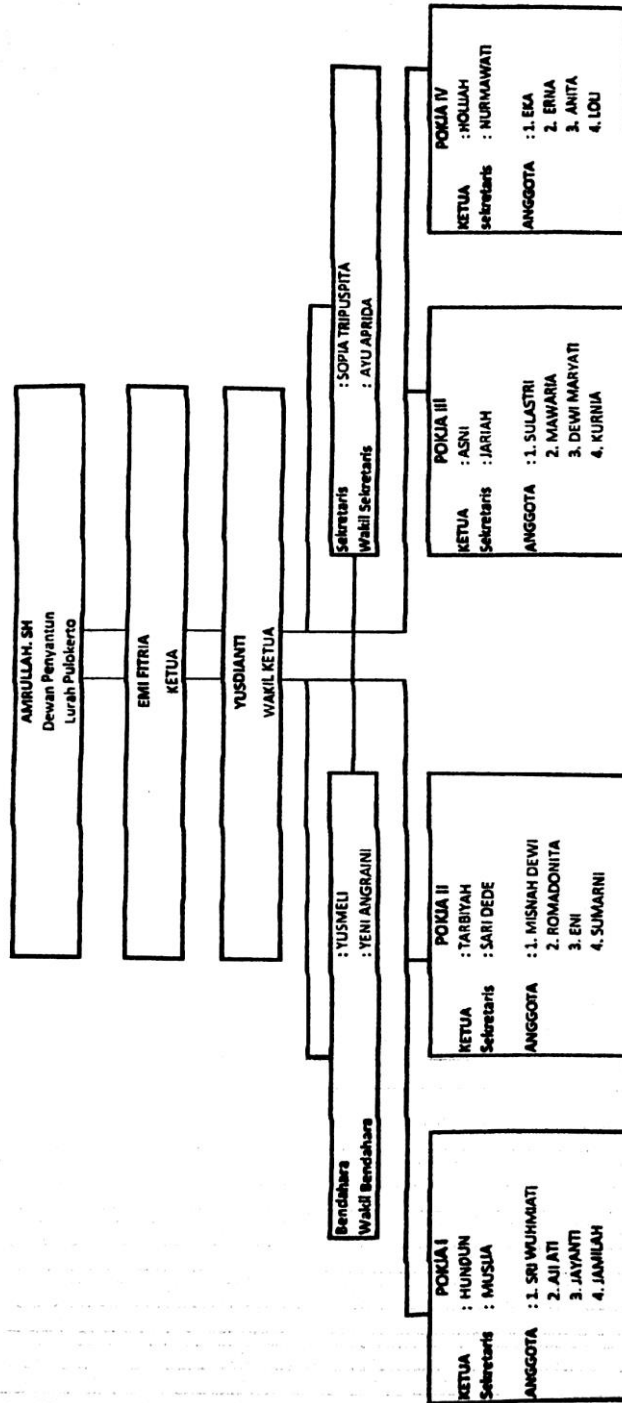 AMRULLAH. SH
Dewan Penyantun
Lurah Pulokerto
EMI FITRIA
KETUA
YUSDIANTI
WAKIL KETUA
Bendahara : YUSMELI
Wakil Bendahara : YENI ANGRAINI
Sekretaris : SOPIA TRIPUSPITA
Wakil Sekretaris : AYU APRIDA
POKJA I
KETUA : HUNDUN
Sekretaris : MUSLIA
ANGGOTA : 1. SRI WUHMIATI
2. AJI ATI
3. JAYANTI
4. JAMILAH
POKJA II
KETUA : TARBIYAH
Sekretaris : SARI DEDE
ANGGOTA : 1. MISNAH DEWI
2. ROMADONITA
3. ENI
4. SUMARNI
POKJA III
KETUA : ASNI
Sekretaris : JARIAH
ANGGOTA : 1. SULASTRI
2. MAWARIA
3. DEWI MARYATI
4. KURNIA
POKJA IV
KETUA : HOLIJAH
sekretaris : NURMAWATI
ANGGOTA : 1. EKA
2. ERNA
3. ANITA
4. LOLI